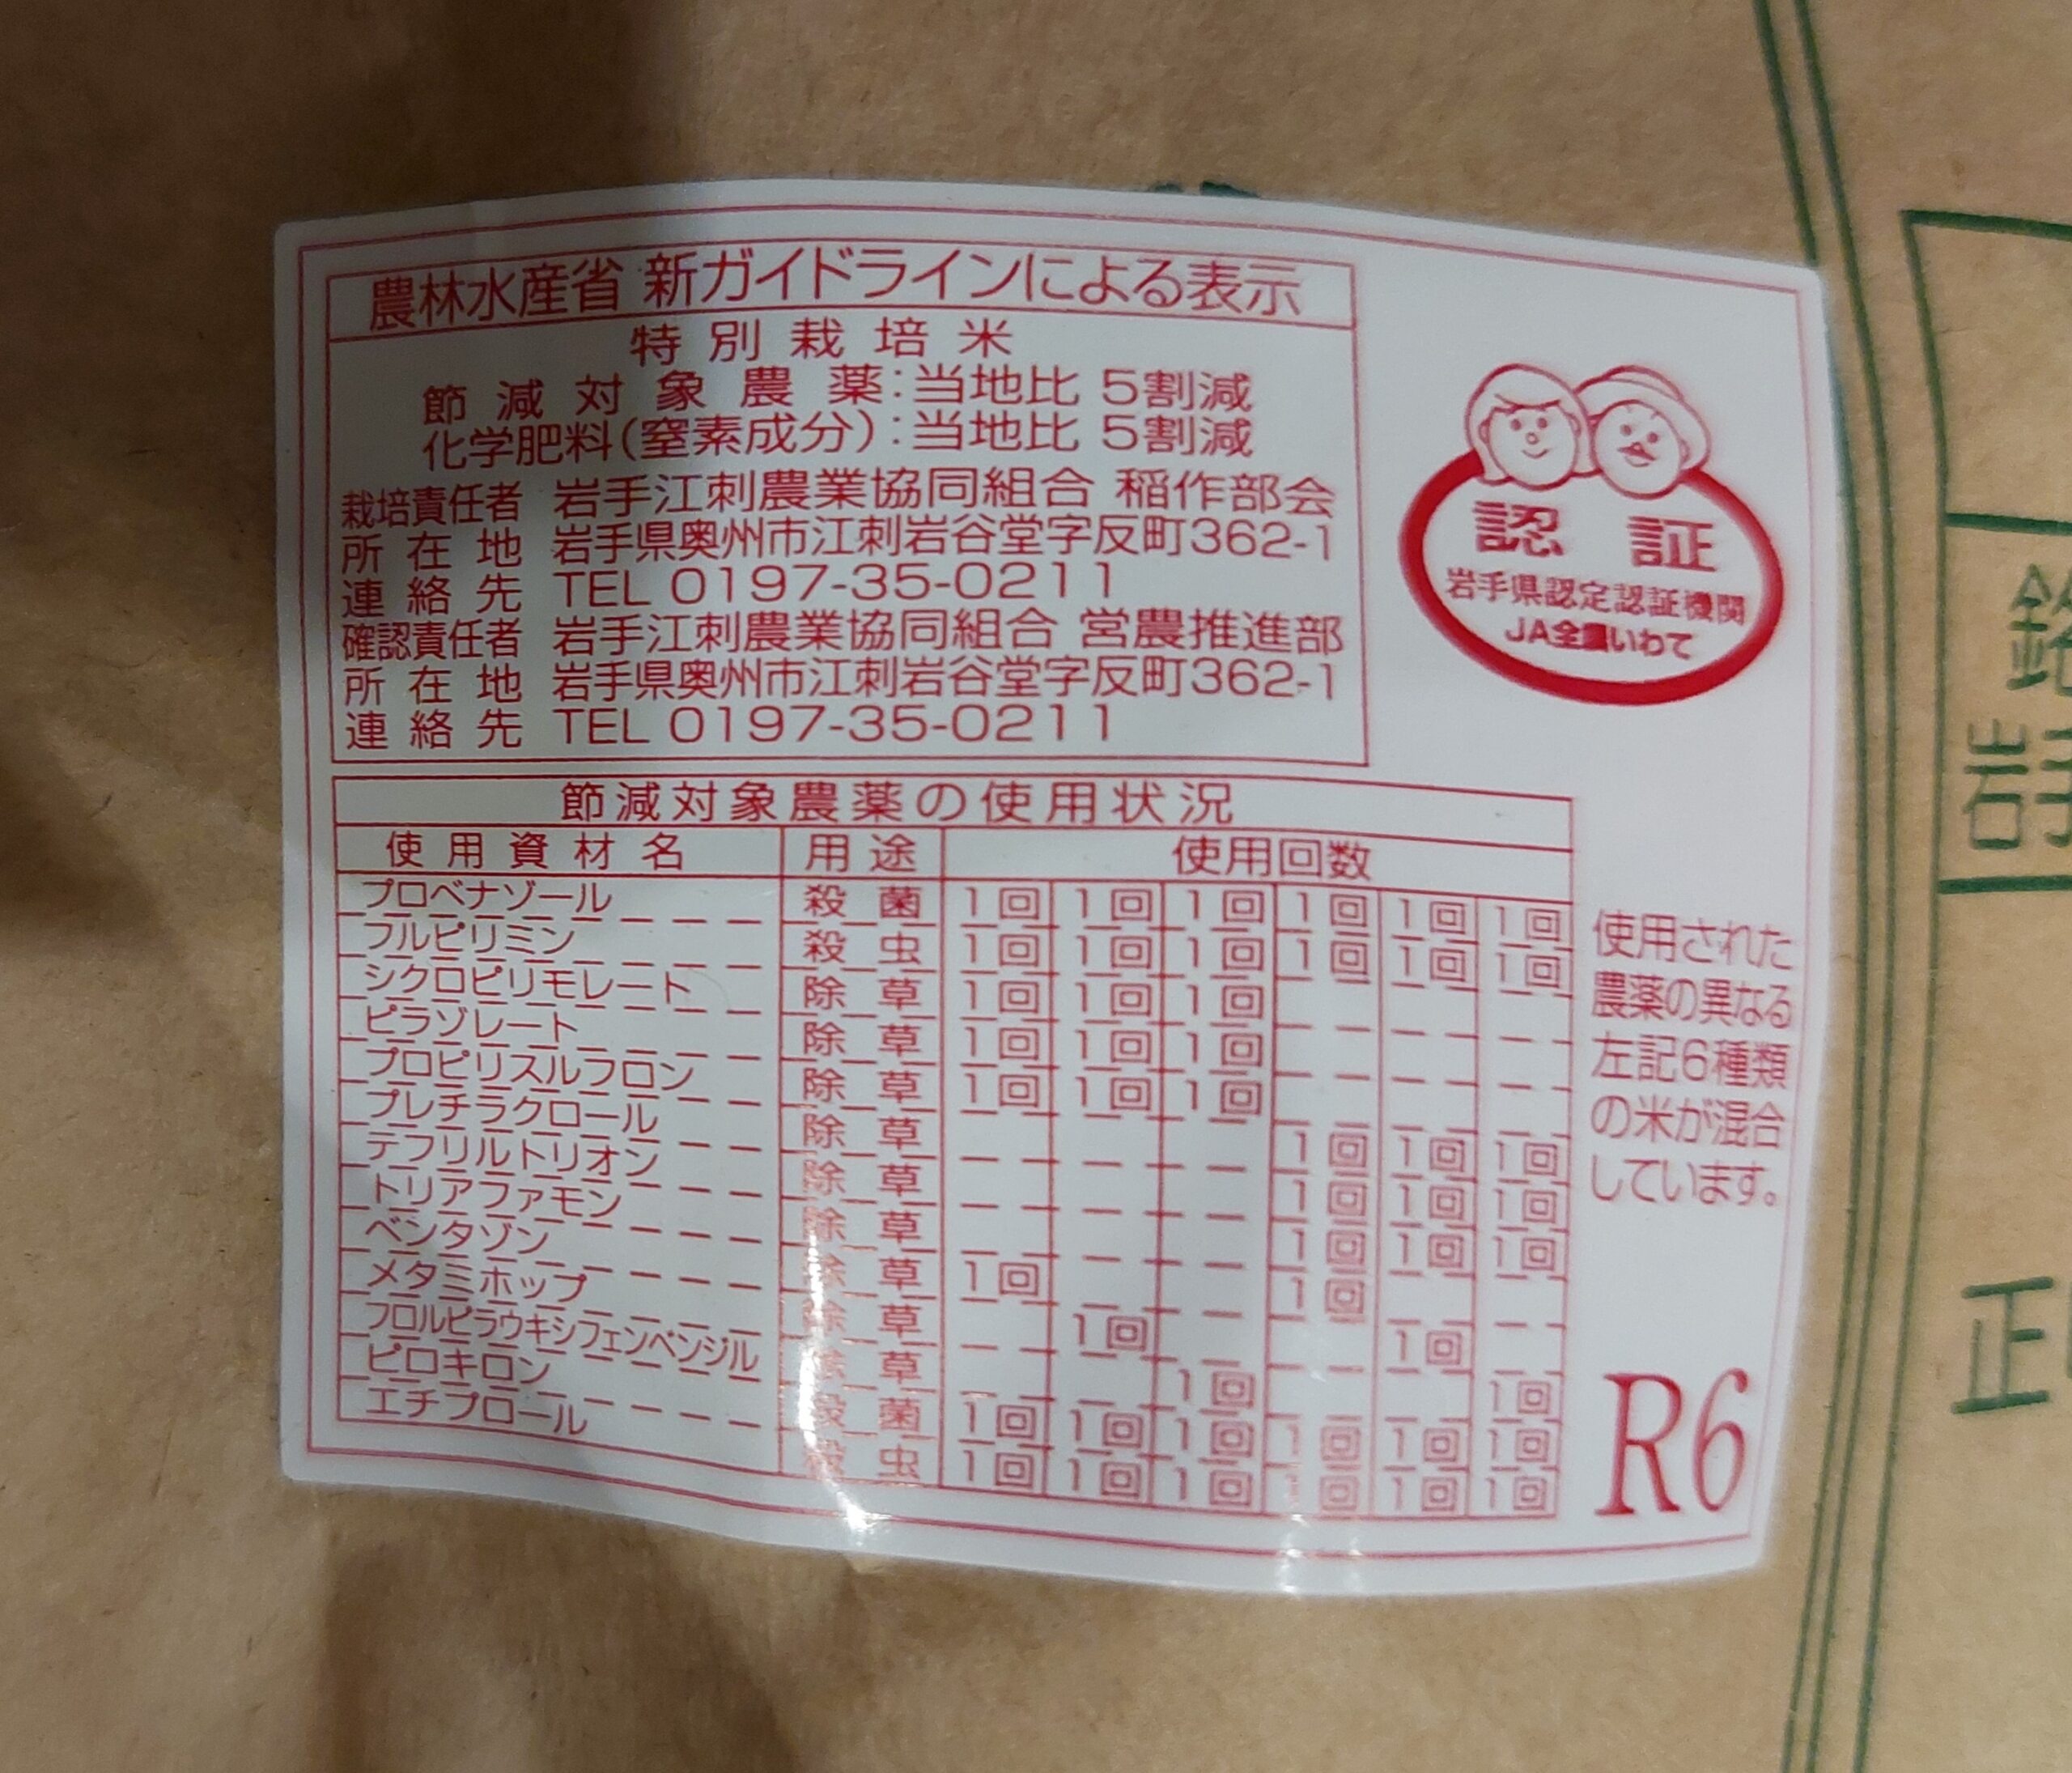 農林水産省 新ガイドラインによる表示
特別栽培米
節減対象農薬:当地比 5割減
化学肥料(窒素成分):当地比 5割減
栽培責任者 岩手江刺農業協同組合 稲作部会
所在地 岩手県奥州市江刺岩谷堂字反町362-1
連絡先 TEL 0197-35-0211
確認責任者 岩手江刺農業協同組合 営農推進部
所在地 岩手県奥州市江刺岩谷堂字反町362-1
連絡先 TEL 0197-35-0211
認証
岩手県認定認証機関
JA全農いわて
節減対象農薬の使用状況
使用資材名 用途 使用回数
プロベナゾール 殺菌 1回 1回 1回 1回 1回 1回
フルピリミン 殺虫 1回 1回 1回 1回 1回 1回
シクロピリモレート 除草 1回 1回 1回
ピラゾレート 除草 1回 1回 1回
プロピリスルフロン 除草 1回 1回 1回
プレチラクロール 除草 1回 1回 1回
テフリルトリオン 除草 1回 1回 1回
トリアファモン 除草 1回 1回 1回
ベンタゾン 除草 1回 1回
メタミホップ 除草 1回 1回
フロルピラウキシフェンベンジル 除草 1回 1回
ピロキロン 殺菌 1回 1回 1回 1回 1回 1回
エチプロール 殺虫 1回 1回 1回 1回 1回 1回
使用された
農薬の異なる
左記6種類
の米が混合
しています。
R6
岩手
正